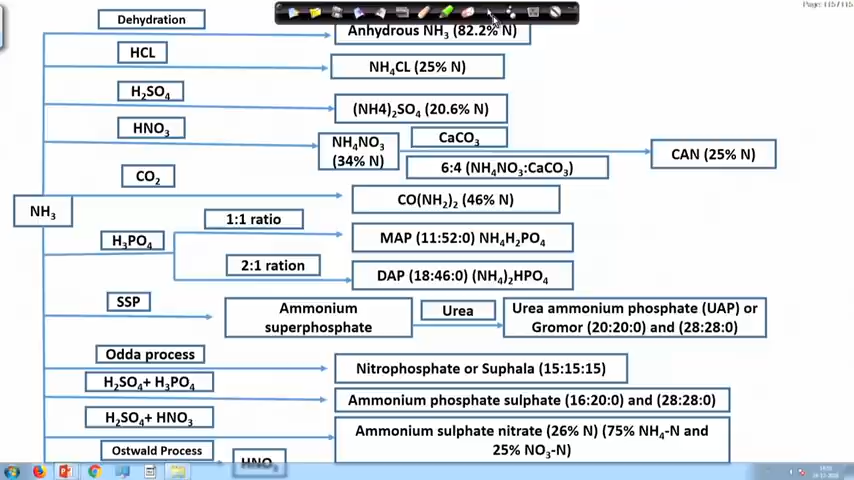 Page: 115/115
Dehydration
Anhydrous NH₃ (82.2% N)
HCL
NH₄CL (25% N)
H₂SO₄
(NH4)₂SO₄ (20.6% N)
HNO₃
NH₄NO₃
(34% N)
CaCO₃
6:4 (NH₄NO₃:CaCO₃)
CAN (25% N)
CO₂
CO(NH₂)₂ (46% N)
NH₃
1:1 ratio
MAP (11:52:0) NH₄H₂PO₄
H₃PO₄
2:1 ration
DAP (18:46:0) (NH₄)₂HPO₄
SSP
Ammonium
superphosphate
Urea
Urea ammonium phosphate (UAP) or
Gromor (20:20:0) and (28:28:0)
Odda process
Nitrophosphate or Suphala (15:15:15)
H₂SO₄+ H₃PO₄
Ammonium phosphate sulphate (16:20:0) and (28:28:0)
H₂SO₄+ HNO₃
Ammonium sulphate nitrate (26% N) (75% NH₄-N and
25% NO₃-N)
Ostwald Process
HNO₃